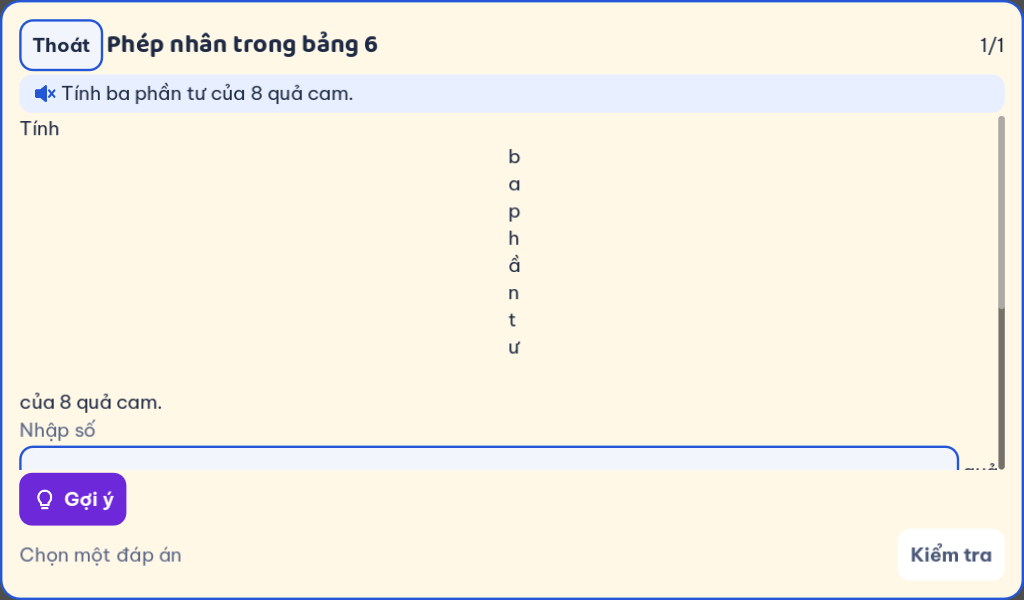 Thoát Phép nhân trong bảng 6 1/1
Tính ba phần tư của 8 quả cam.
Tính
b
a
p
h
ầ
n
t
ư
của 8 quả cam.
Nhập số
quả
Gợi ý
Chọn một đáp án Kiểm tra